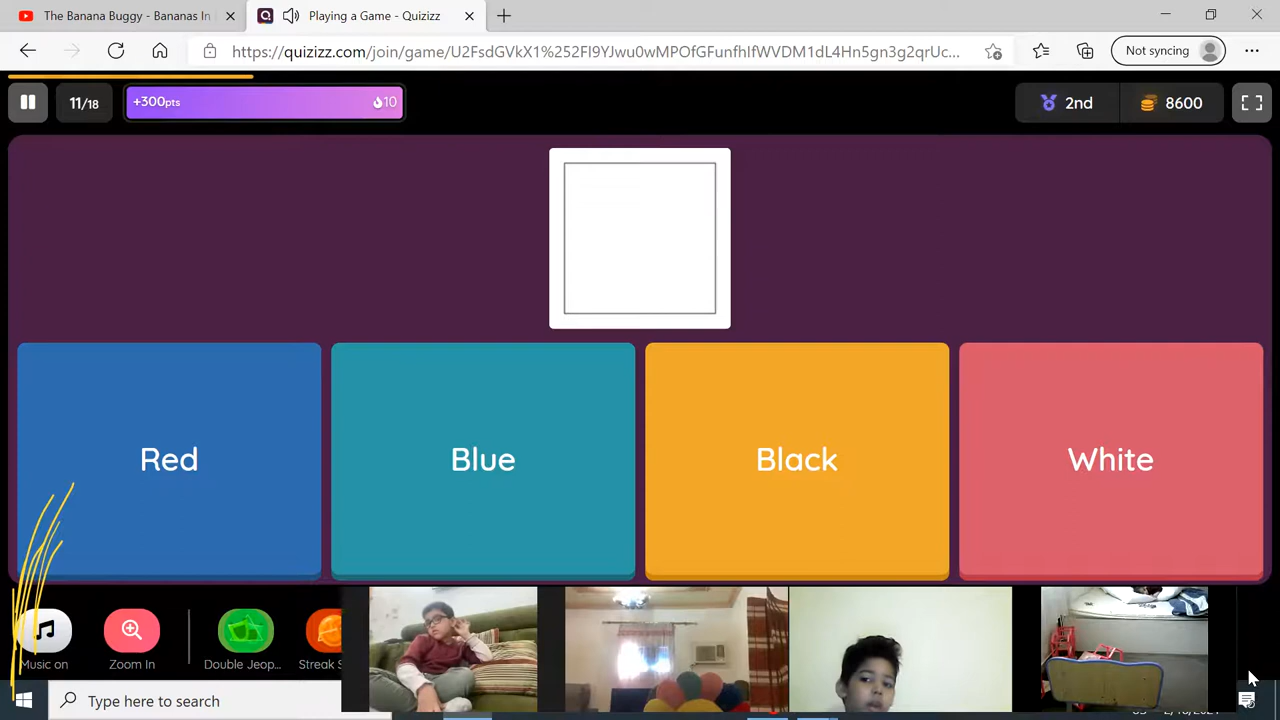 The Banana Buggy - Bananas In
Playing a Game - Quizizz
https://quizizz.com/join/game/U2FsdGVkX1%252FI9YJwu0wMPOfGFunfhlfWYDM1dL4Hn5gn3g2qrUc...
Not syncing
11/18
+300pts
10
2nd
8600
Red
Blue
Black
White
Music on
Zoom In
Double Jeop...
Streak S
Type here to search